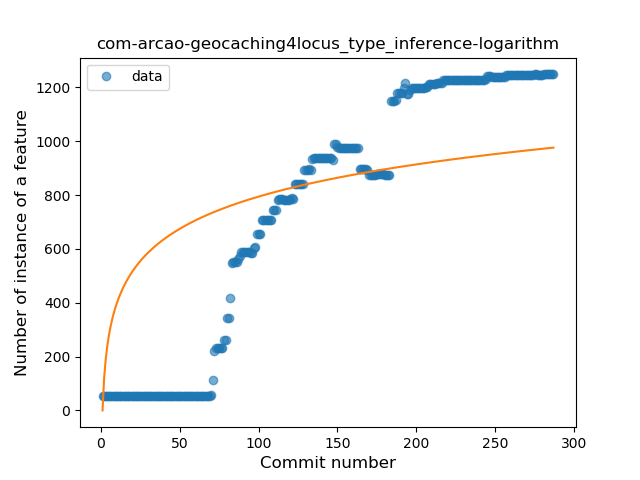 com-arcao-geocaching4locus_type_inference-logarithm
data
Number of instance of a feature
1200
1000
800
600
400
200
0
0 50 100 150 200 250 300
Commit number